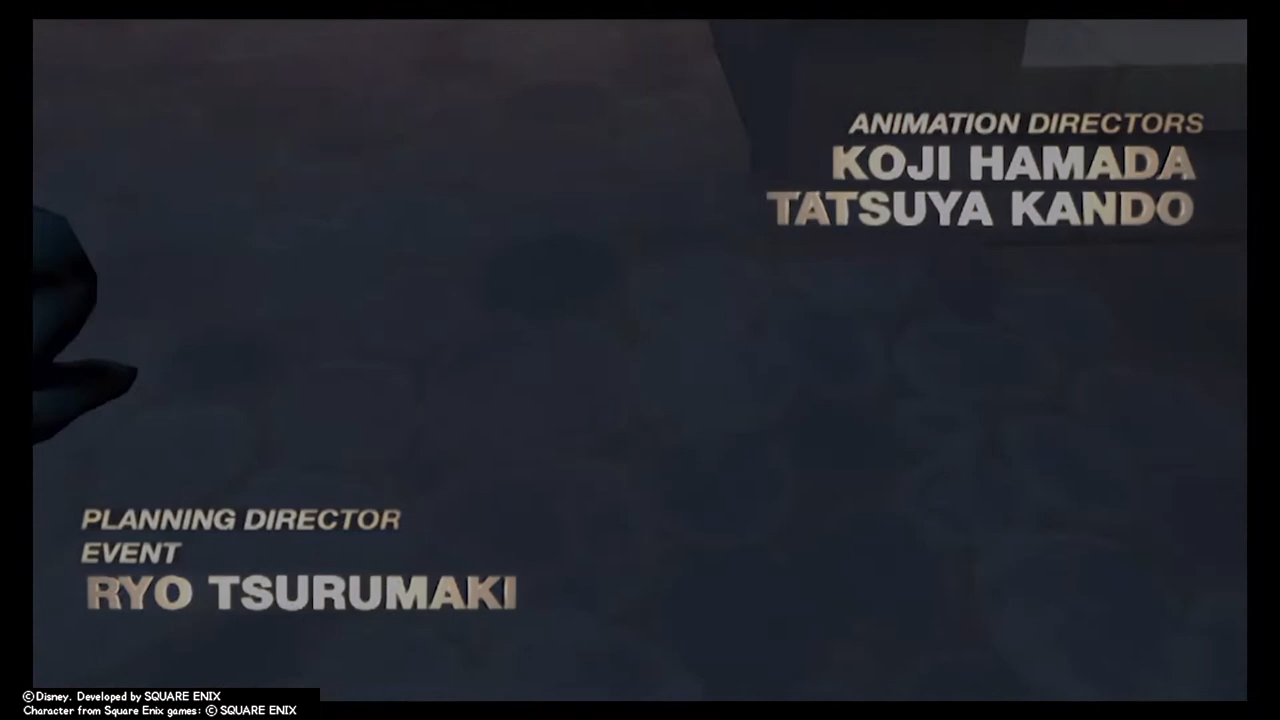 ANIMATION DIRECTORS
KOJI HAMADA
TATSUYA KANDO
PLANNING DIRECTOR
EVENT
RYO TSURUMAKI
©Disney. Developed by SQUARE ENIX
Character from Square Enix games: © SQUARE ENIX